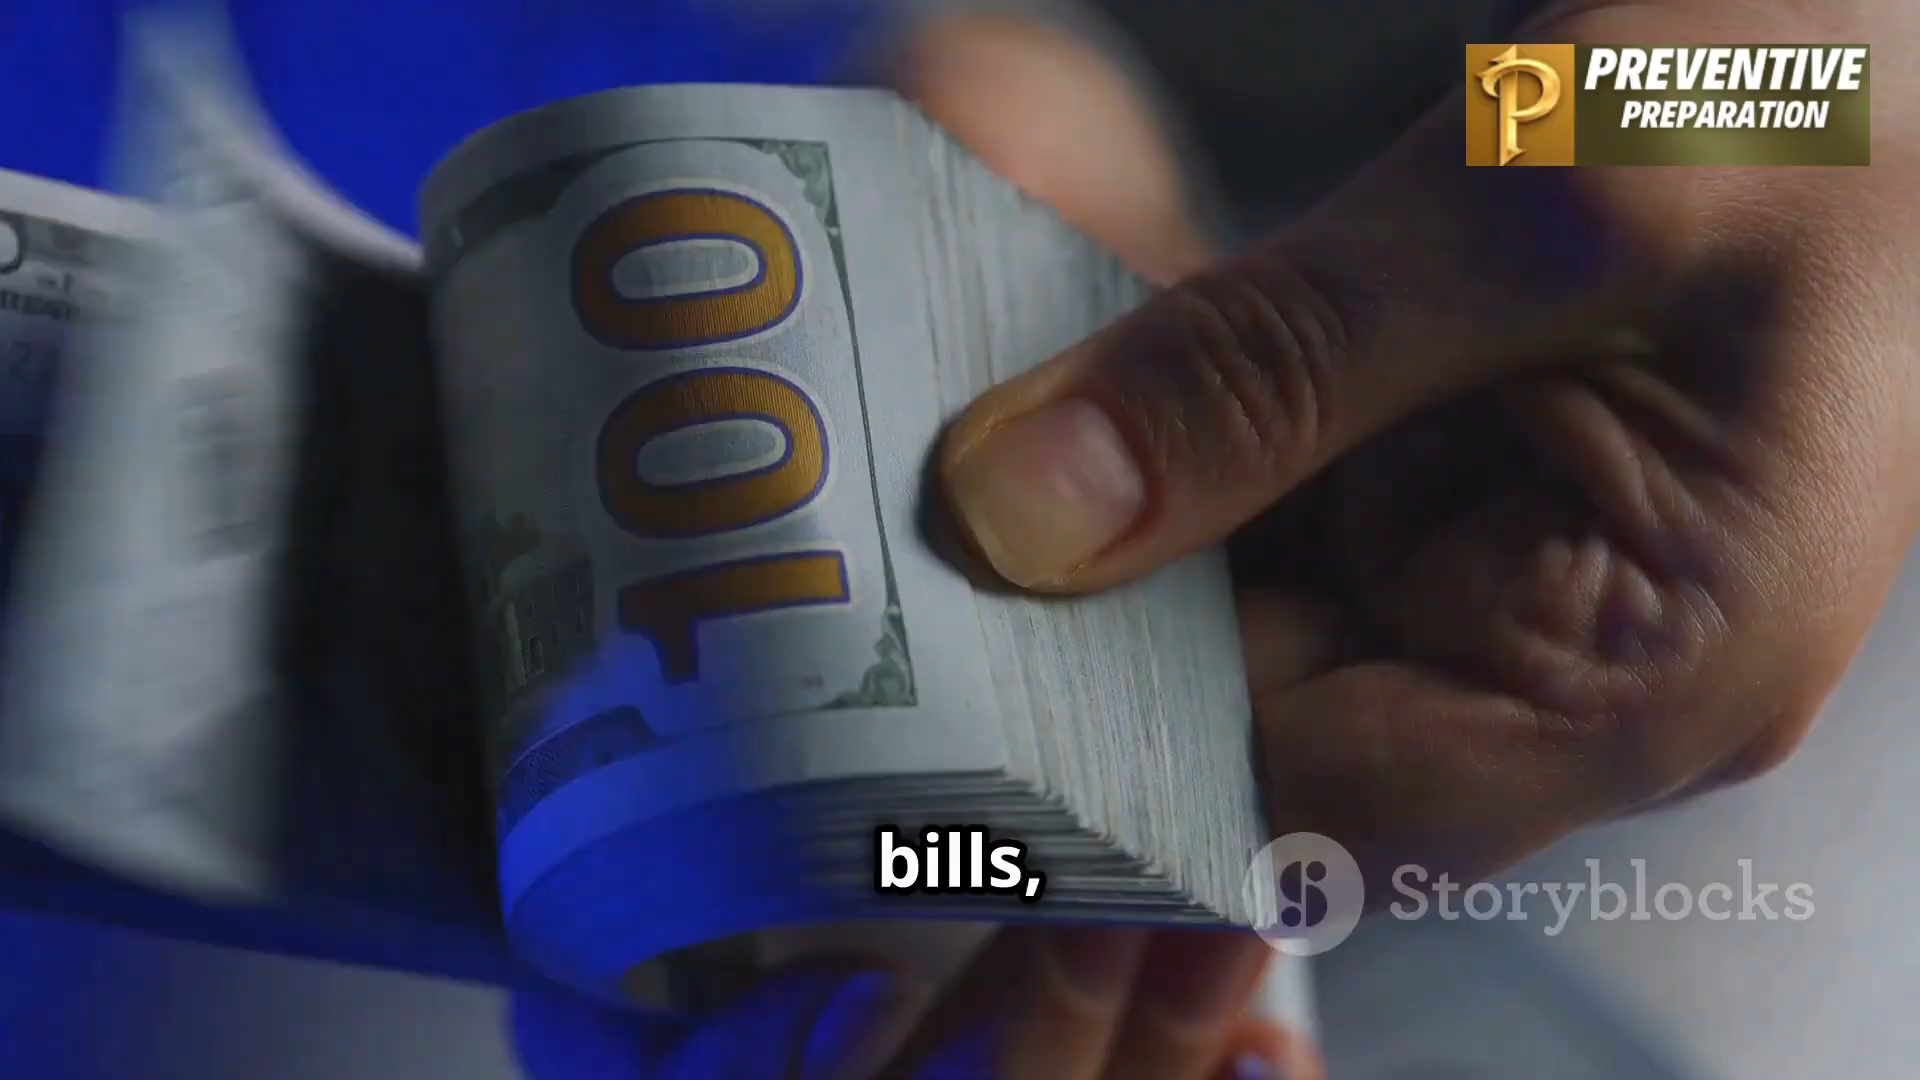 PREVENTIVE
PREPARATION
P
100
bills,
Storyblocks